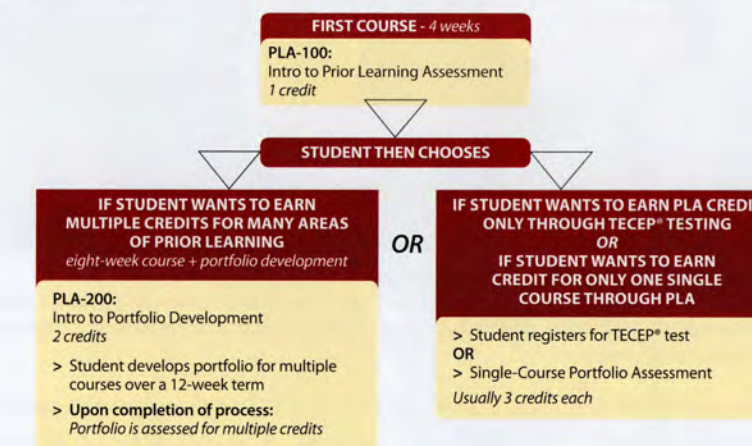 FIRST COURSE - 4 weeks
PLA-100:
Intro to Prior Learning Assessment
1 credit
STUDENT THEN CHOOSES
IF STUDENT WANTS TO EARN
MULTIPLE CREDITS FOR MANY AREAS
OF PRIOR LEARNING
eight-week course + portfolio development
PLA-200:
Intro to Portfolio Development
2 credits
> Student develops portfolio for multiple
courses over a 12-week term
> Upon completion of process:
Portfolio is assessed for multiple credits
OR
IF STUDENT WANTS TO EARN PLA CREDI
ONLY THROUGH TECEP® TESTING
OR
IF STUDENT WANTS TO EARN
CREDIT FOR ONLY ONE SINGLE
COURSE THROUGH PLA
> Student registers for TECEP® test
OR
> Single-Course Portfolio Assessment
Usually 3 credits each